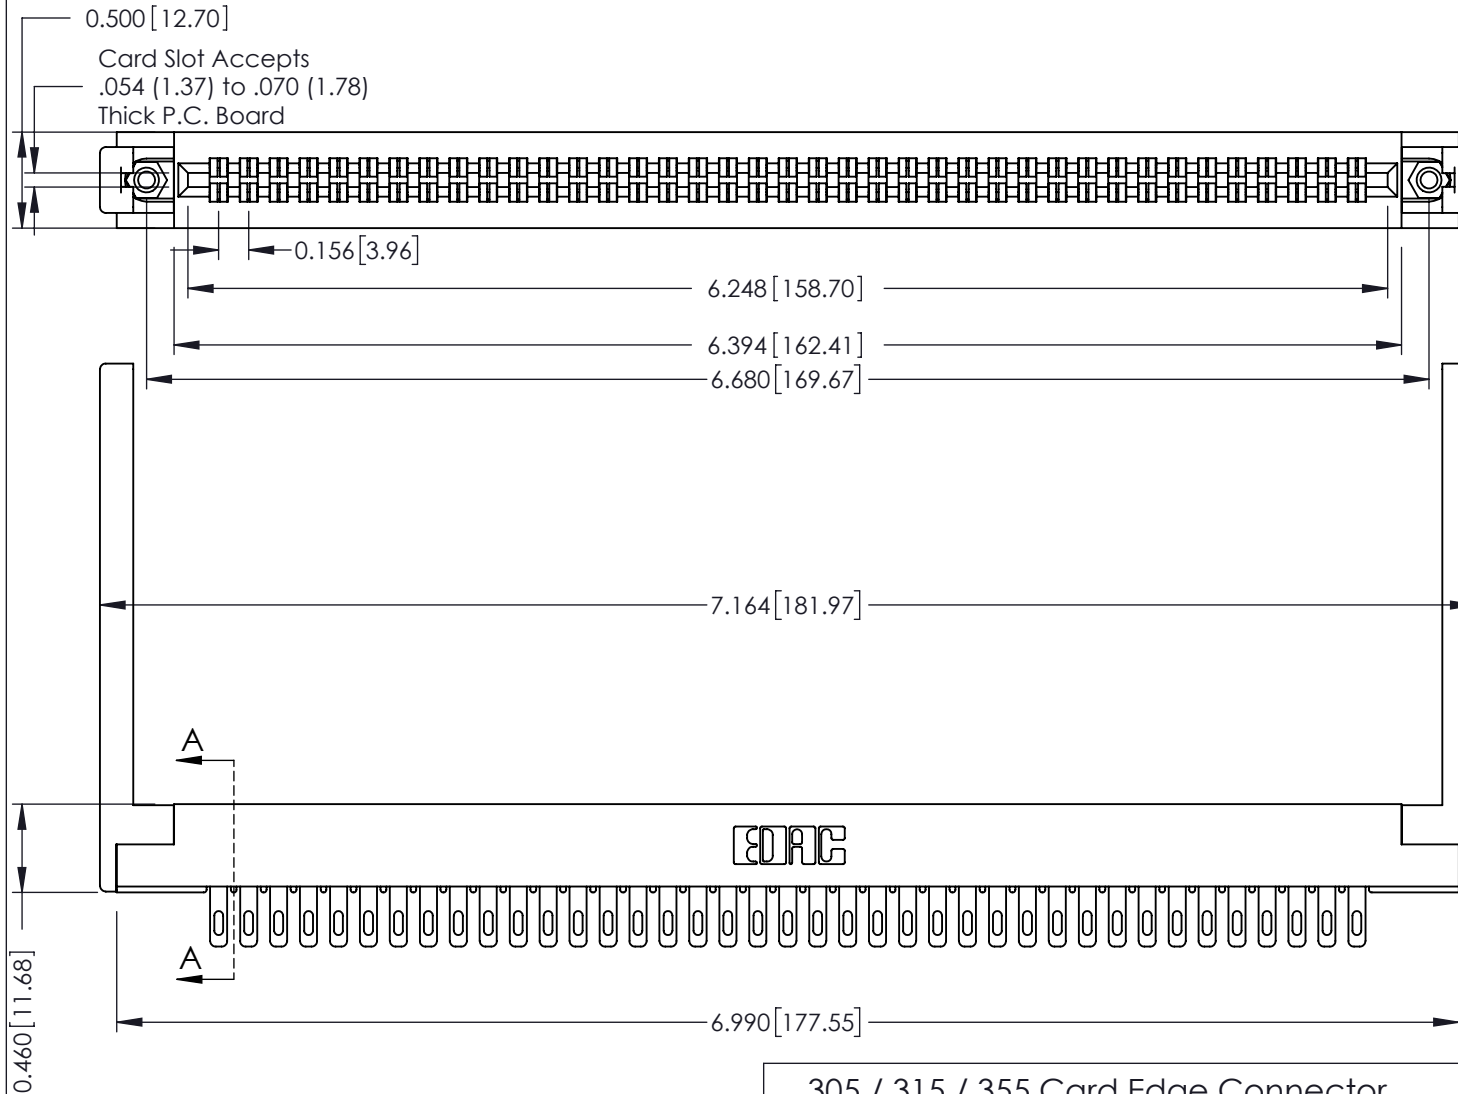 0.500[12.70]
Card Slot Accepts
.054 (1.37) to .070 (1.78)
Thick P.C. Board
0.156[3.96]
6.248[158.70]
6.394[162.41]
6.680[169.67]
7.164[181.97]
A
EDAC
A
0.460[11.68]
6.990[177.55]
305 / 315 / 355 Card Edge Connector